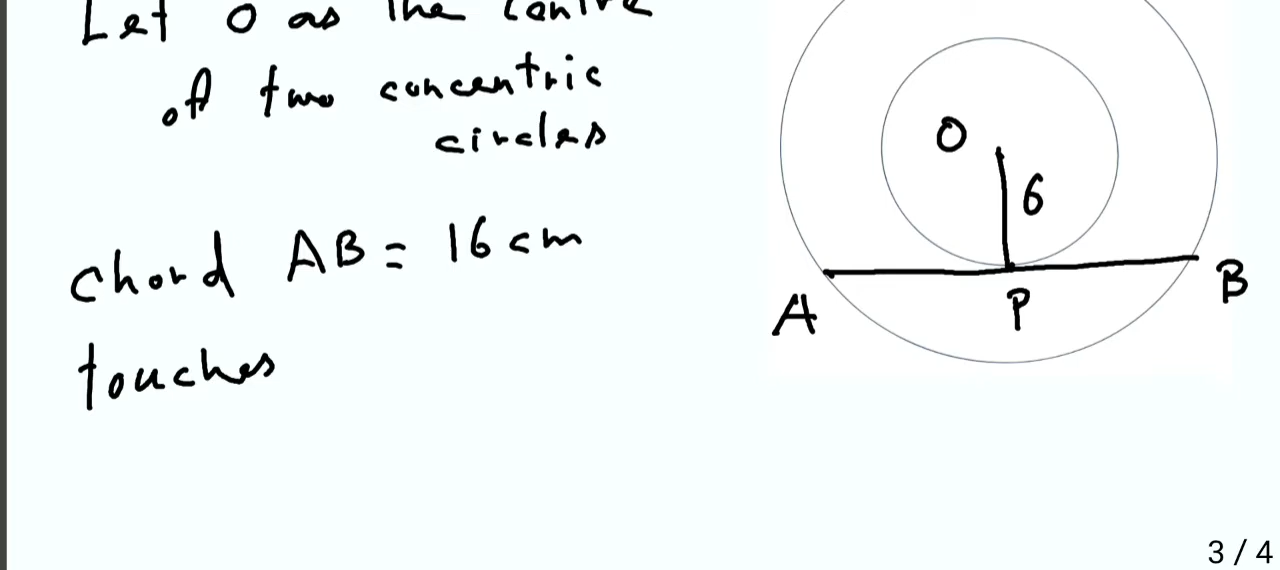 Let O as the centre
of two concentric
circles
chord AB = 16 cm
touches
O
6
A
P
B
3 / 4